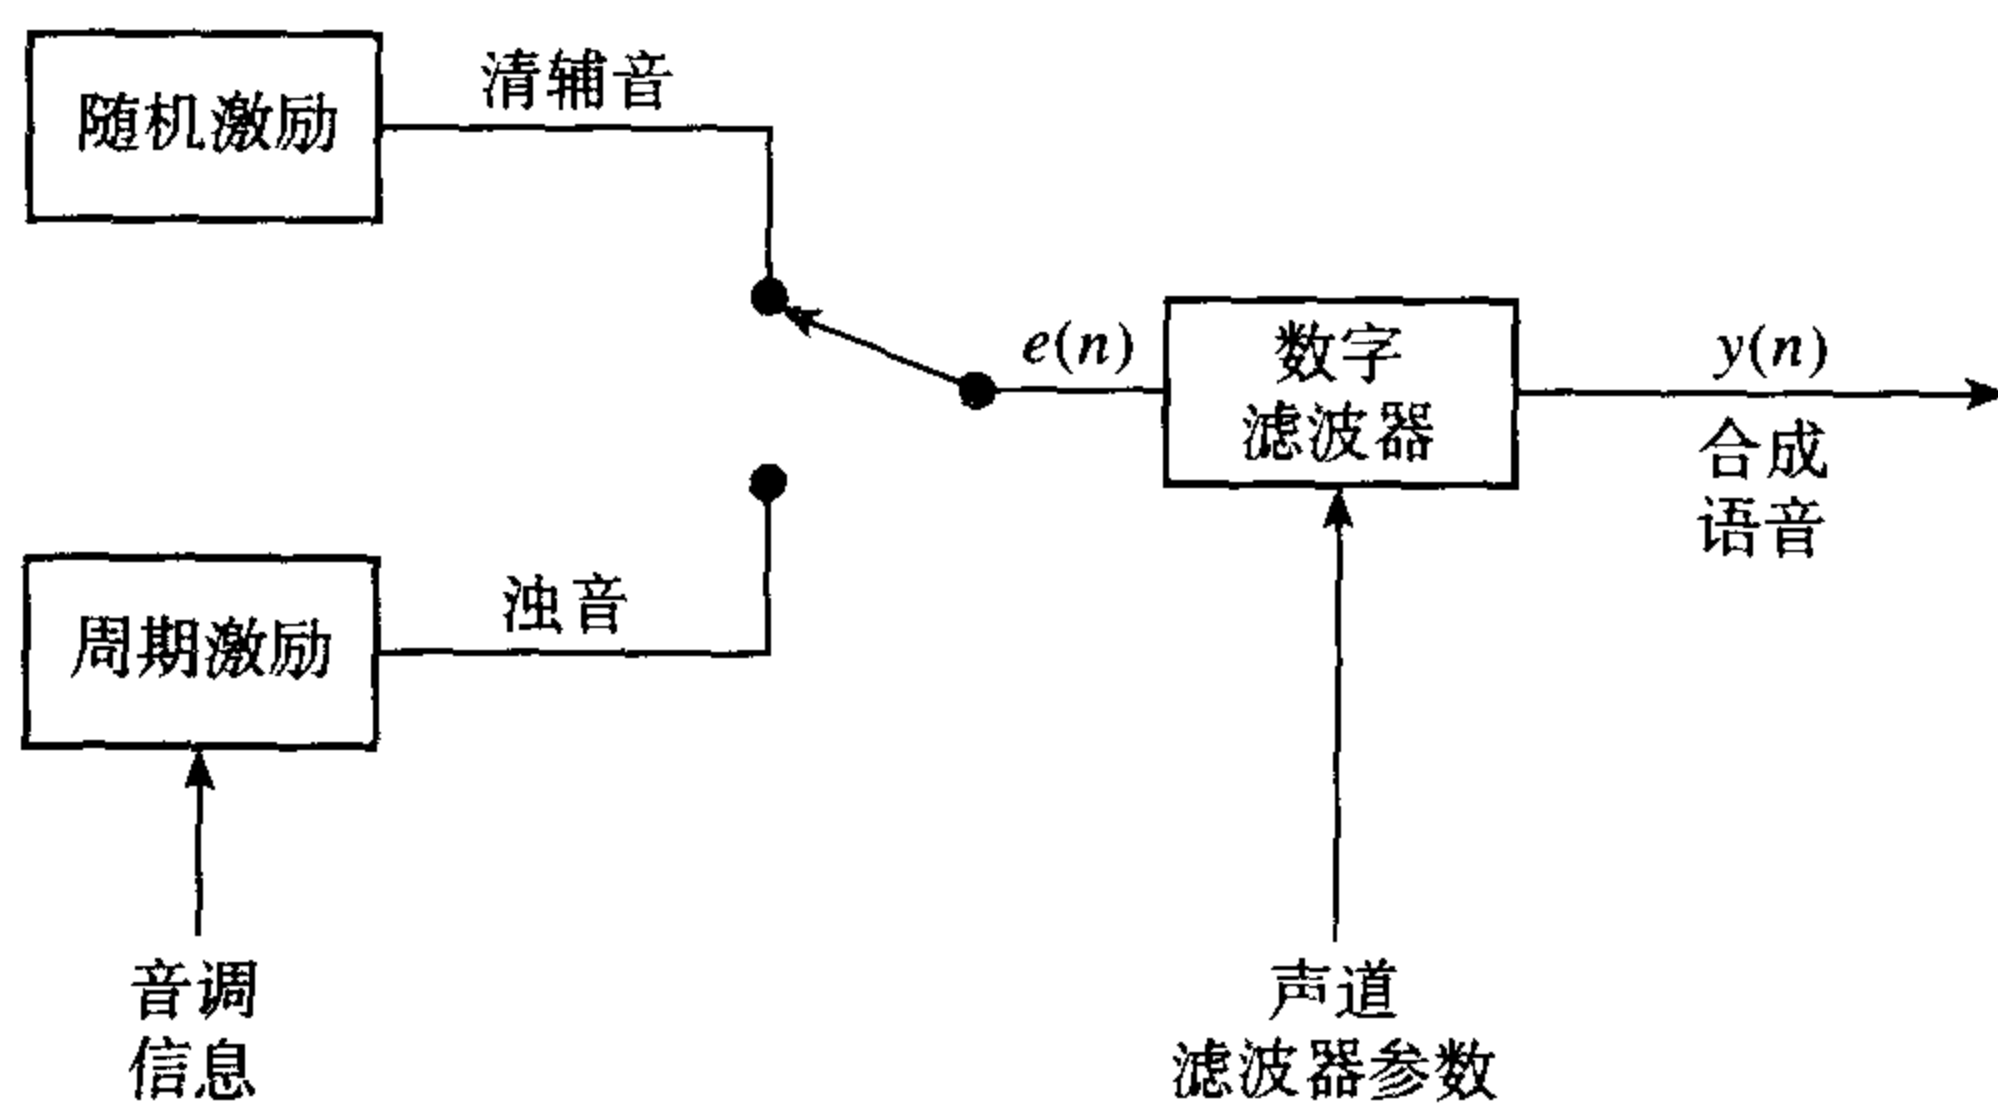 清辅音
随机激励
e(n)
数字
滤波器
y(n)
合成
语音
浊音
周期激励
音调
信息
声道
滤波器参数